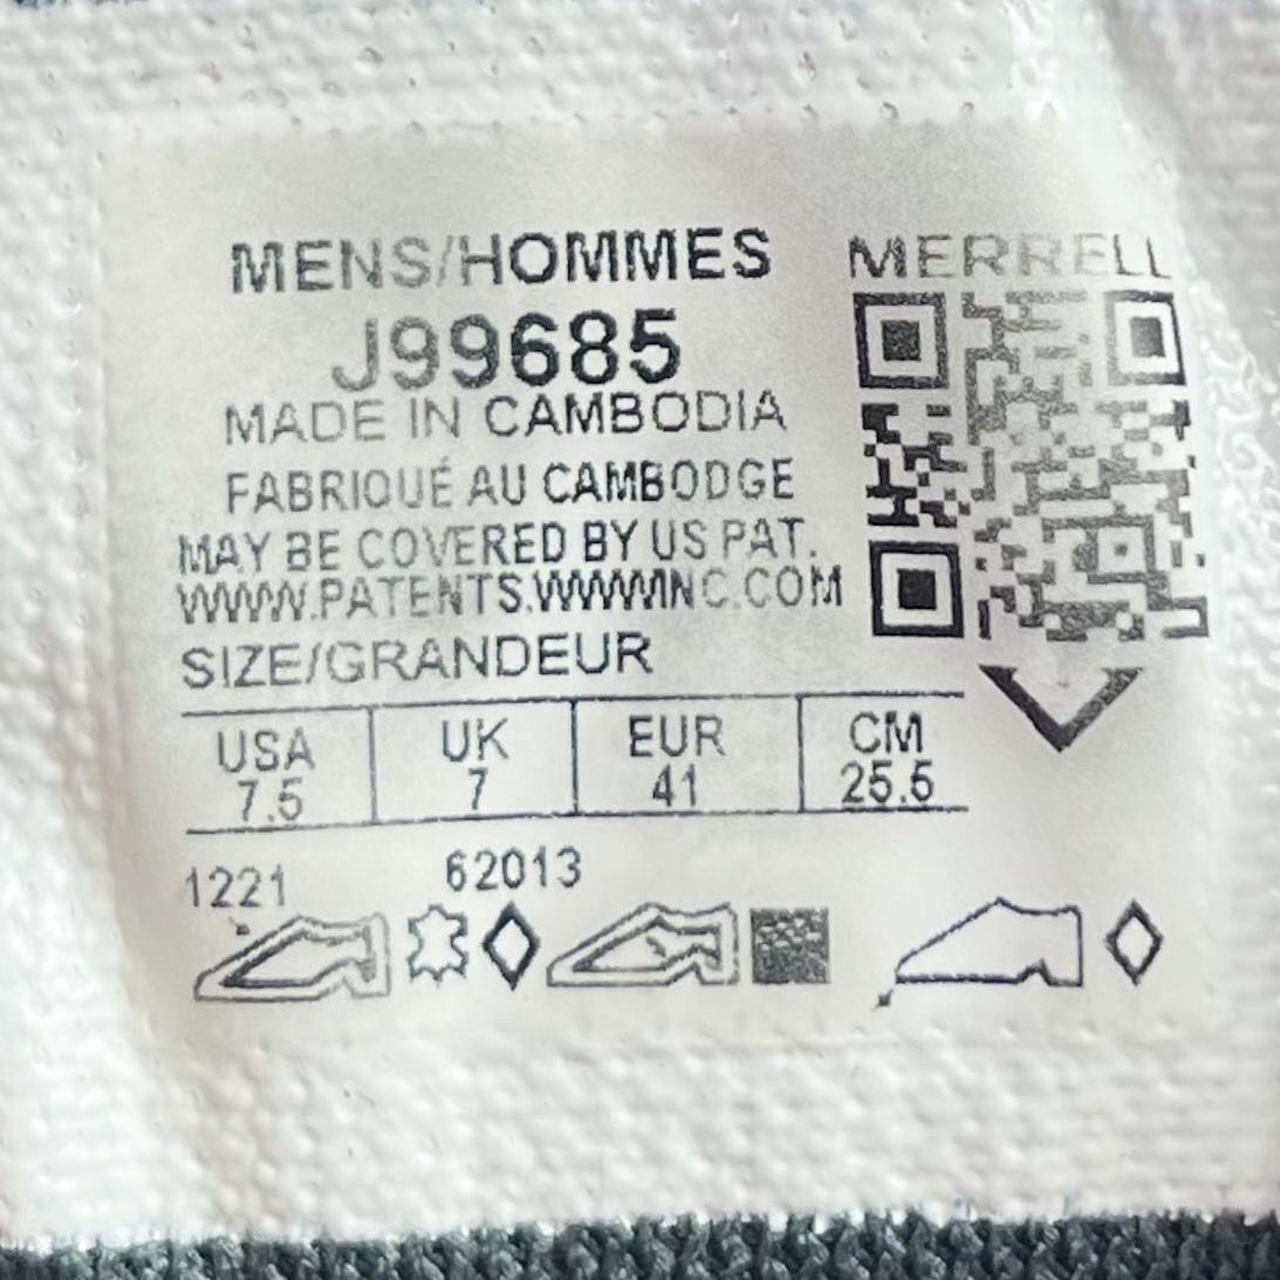 MENS/HOMMES
MERRELL
J99685
MADE IN CAMBODIA
FABRIQUÉ AU CAMBODGE
MAY BE COVERED BY US PAT.
WWW.PATENTS.WWWINC.COM
SIZE/GRANDEUR
USA UK EUR CM
7.5 7 41 25.5
1221 62013